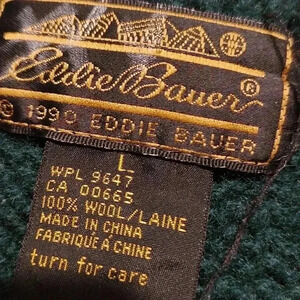 Eddie Bauer®
© 1990 EDDIE BAUER
L
WPL 9647
CA 00665
100% WOOL/LAINE
MADE IN CHINA
FABRIQUÉ A CHINE
turn for care